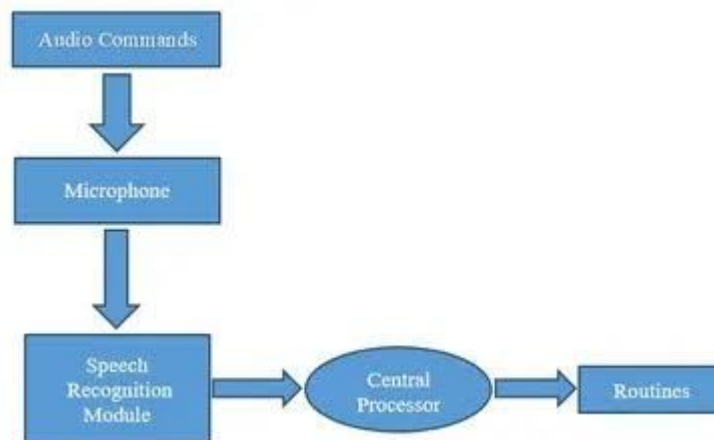 Audio Commands
Microphone
Speech
Recognition
Module
Central
Processor
Routines